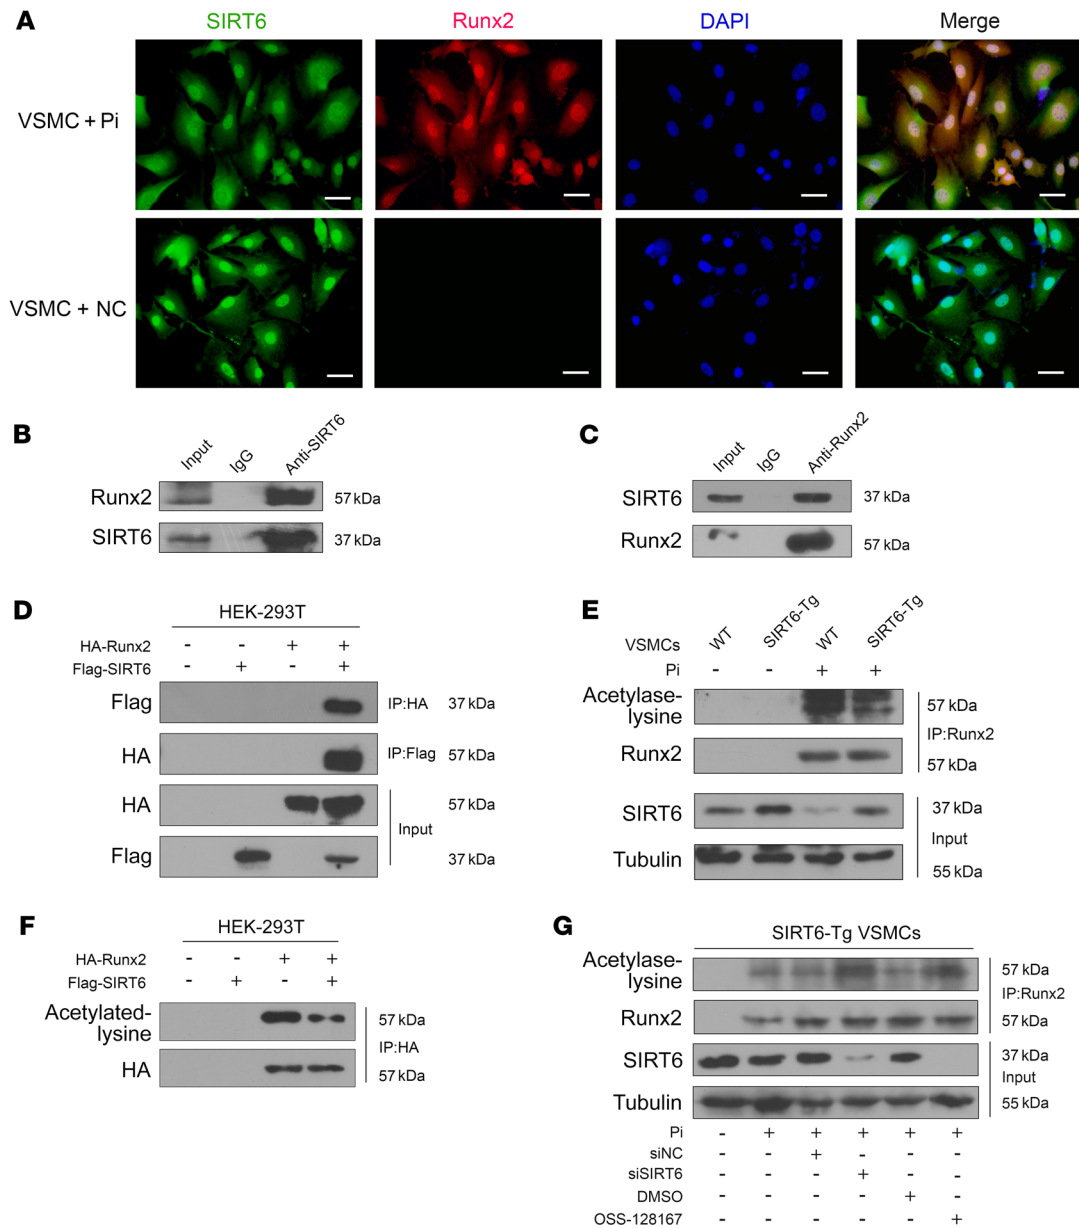 A
SIRT6 Runx2 DAPI Merge
VSMC + Pi
VSMC + NC
B
Input IgG Anti-SIRT6
Runx2 57 kDa
SIRT6 37 kDa
C
Input IgG Anti-Runx2
SIRT6 37 kDa
Runx2 57 kDa
D
HEK-293T
HA-Runx2 - - + +
Flag-SIRT6 - + - +
Flag IP:HA 37 kDa
HA IP:Flag 57 kDa
HA 57 kDa
Input
Flag 37 kDa
E
VSMCs WT SIRT6-Tg WT SIRT6-Tg
Pi - - + +
Acetylase-
lysine 57 kDa
IP:Runx2
Runx2 57 kDa
SIRT6 37 kDa
Input
Tubulin 55 kDa
F
HEK-293T
HA-Runx2 - - + +
Flag-SIRT6 - + - +
Acetylated-
lysine 57 kDa
IP:HA
HA 57 kDa
G
SIRT6-Tg VSMCs
Acetylase-
lysine 57 kDa
IP:Runx2
Runx2 57 kDa
SIRT6 37 kDa
Input
Tubulin 55 kDa
Pi - + + + + +
siNC - - + - - -
siSIRT6 - - - + - -
DMSO - - - - + -
OSS-128167 - - - - - +